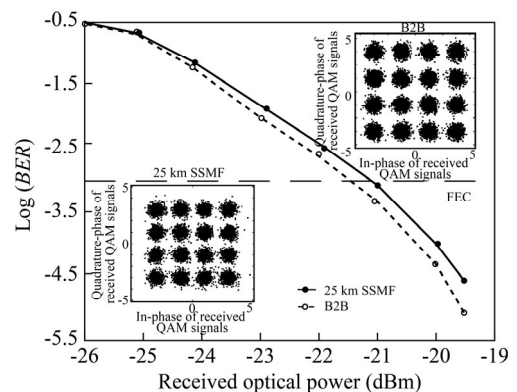 -0.5
-1.5
-2.5
-3.5
-4.5
-5.5
Log (BER)
B2B
Quadrature-phase of
received QAM signals
5
0
-5
0
5
In-phase of received
QAM signals
25 km SSMF
FEC
Quadrature-phase of
received QAM signals
5
0
-5
0
5
In-phase of received
QAM signals
25 km SSMF
B2B
-26
-25
-24
-23
-22
-21
-20
-19
Received optical power (dBm)